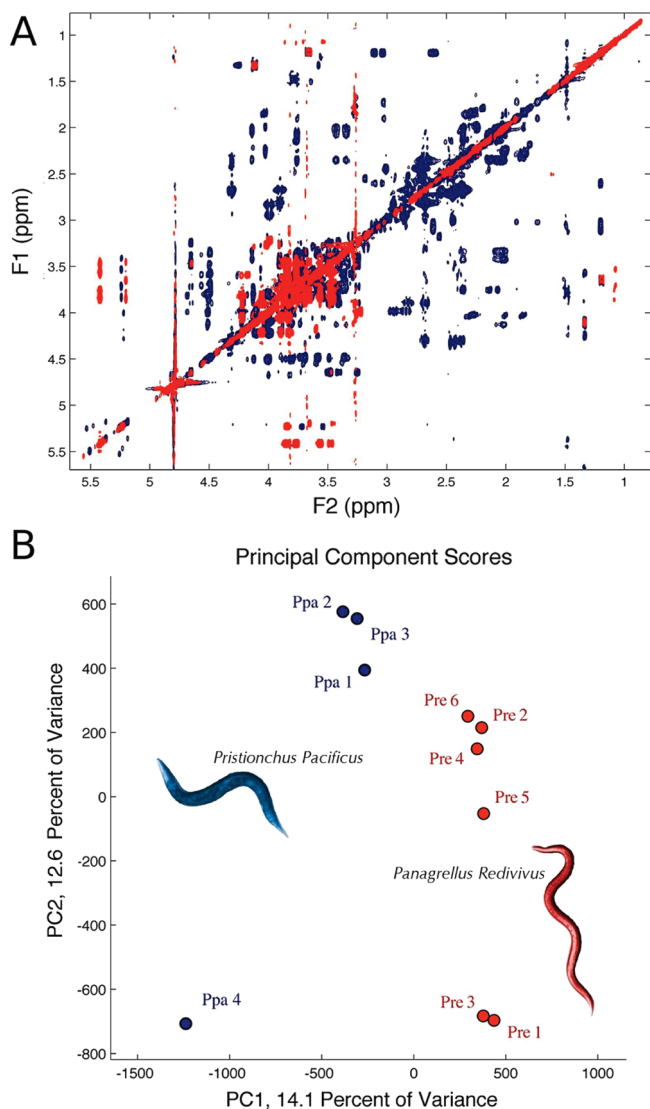 A
1
1.5
2
2.5
3
3.5
4
4.5
5
5.5
F1 (ppm)
5.5 5 4.5 4 3.5 3 2.5 2 1.5 1
F2 (ppm)
B
Principal Component Scores
600
400
200
0
-200
-400
-600
-800
PC2, 12.6 Percent of Variance
Ppa 2
Ppa 3
Ppa 1
Pre 6
Pre 2
Pre 4
Pristionchus Pacificus
Pre 5
Panagrellus Redivivus
Ppa 4
Pre 3
Pre 1
-1500 -1000 -500 0 500 1000
PC1, 14.1 Percent of Variance